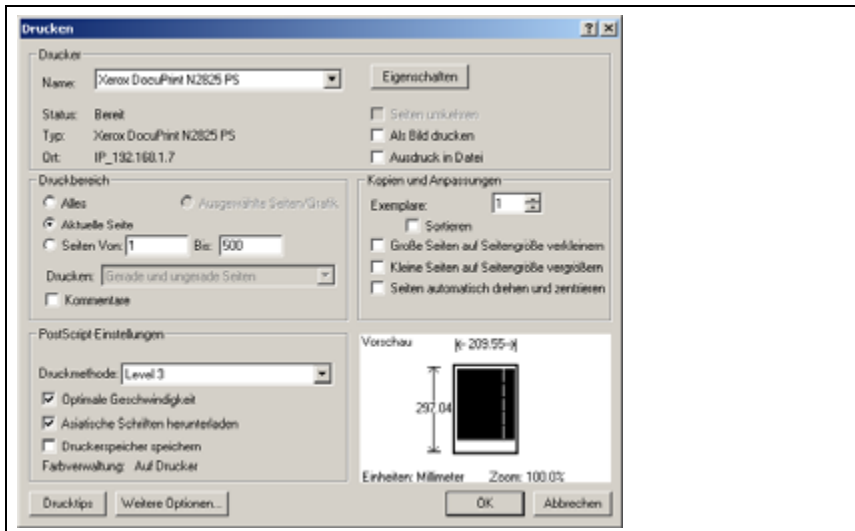 Drucken
Drucker
Name: Xerox DocuPrint N2825 PS
Eigenschaften
Status: Bereit
Typ: Xerox DocuPrint N2825 PS
Ort: IP_192.168.1.7
Seiten umkehren
Als Bild drucken
Ausdruck in Datei
Druckbereich
Alles
Ausgewählte Seiten/Grafik
Aktuelle Seite
Seiten Von: 1 Bis: 500
Drucken: Gerade und ungerade Seiten
Kommentare
Kopien und Anpassungen
Exemplare: 1
Sortieren
Große Seiten auf Seitengröße verkleinern
Kleine Seiten auf Seitengröße vergrößern
Seiten automatisch drehen und zentrieren
PostScript-Einstellungen
Druckmethode: Level 3
Optimale Geschwindigkeit
Asiatische Schriften herunterladen
Druckerspeicher speichern
Farbverwaltung: Auf Drucker
Vorschau
209.55
297.04
Einheiten: Millimeter Zoom: 100.0%
Drucktips
Weitere Optionen...
OK
Abbrechen